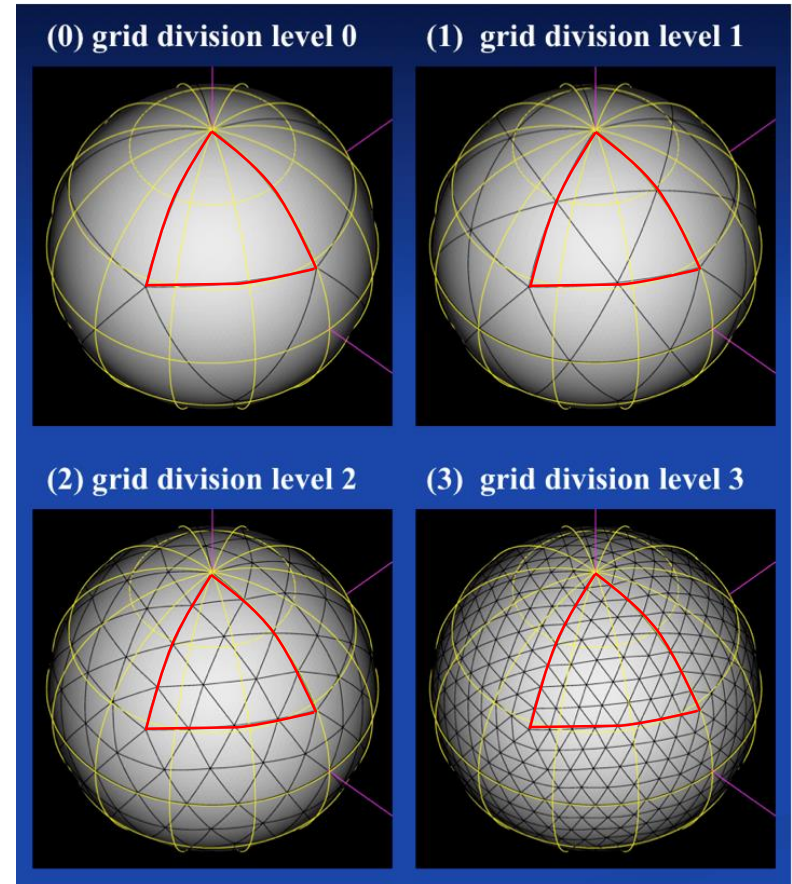 (0) grid division level 0
(1) grid division level 1
(2) grid division level 2
(3) grid division level 3